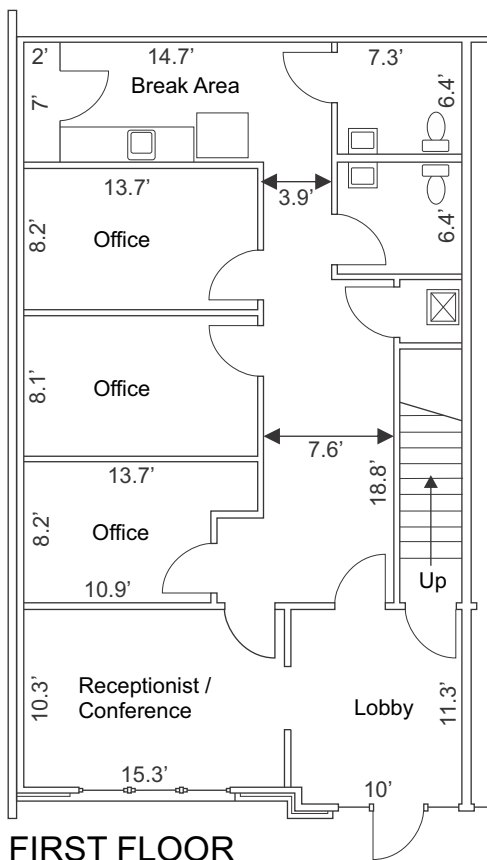 2’
14.7’
7.3’
7’
Break Area
6.4’
13.7’
3.9’
8.2’
Office
6.4’
8.1’
Office
7.6’
13.7’
18.8’
8.2’
Office
10.9’
Up
10.3’
Receptionist /
Conference
Lobby
11.3’
15.3’
10’
FIRST FLOOR